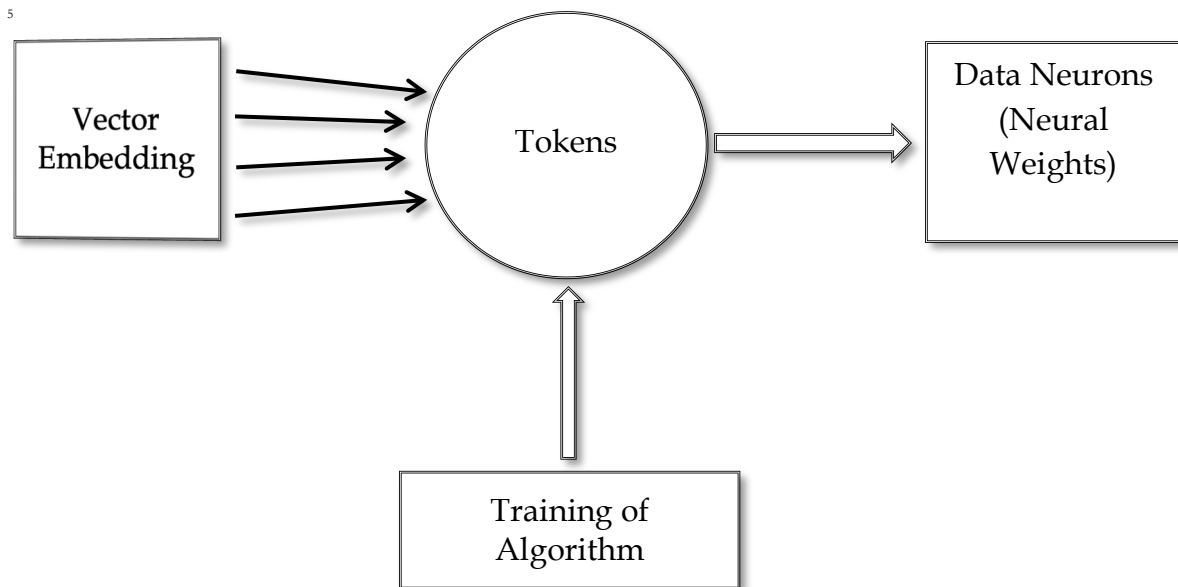 5
Vector
Embedding
Tokens
Data Neurons
(Neural
Weights)
Training of
Algorithm